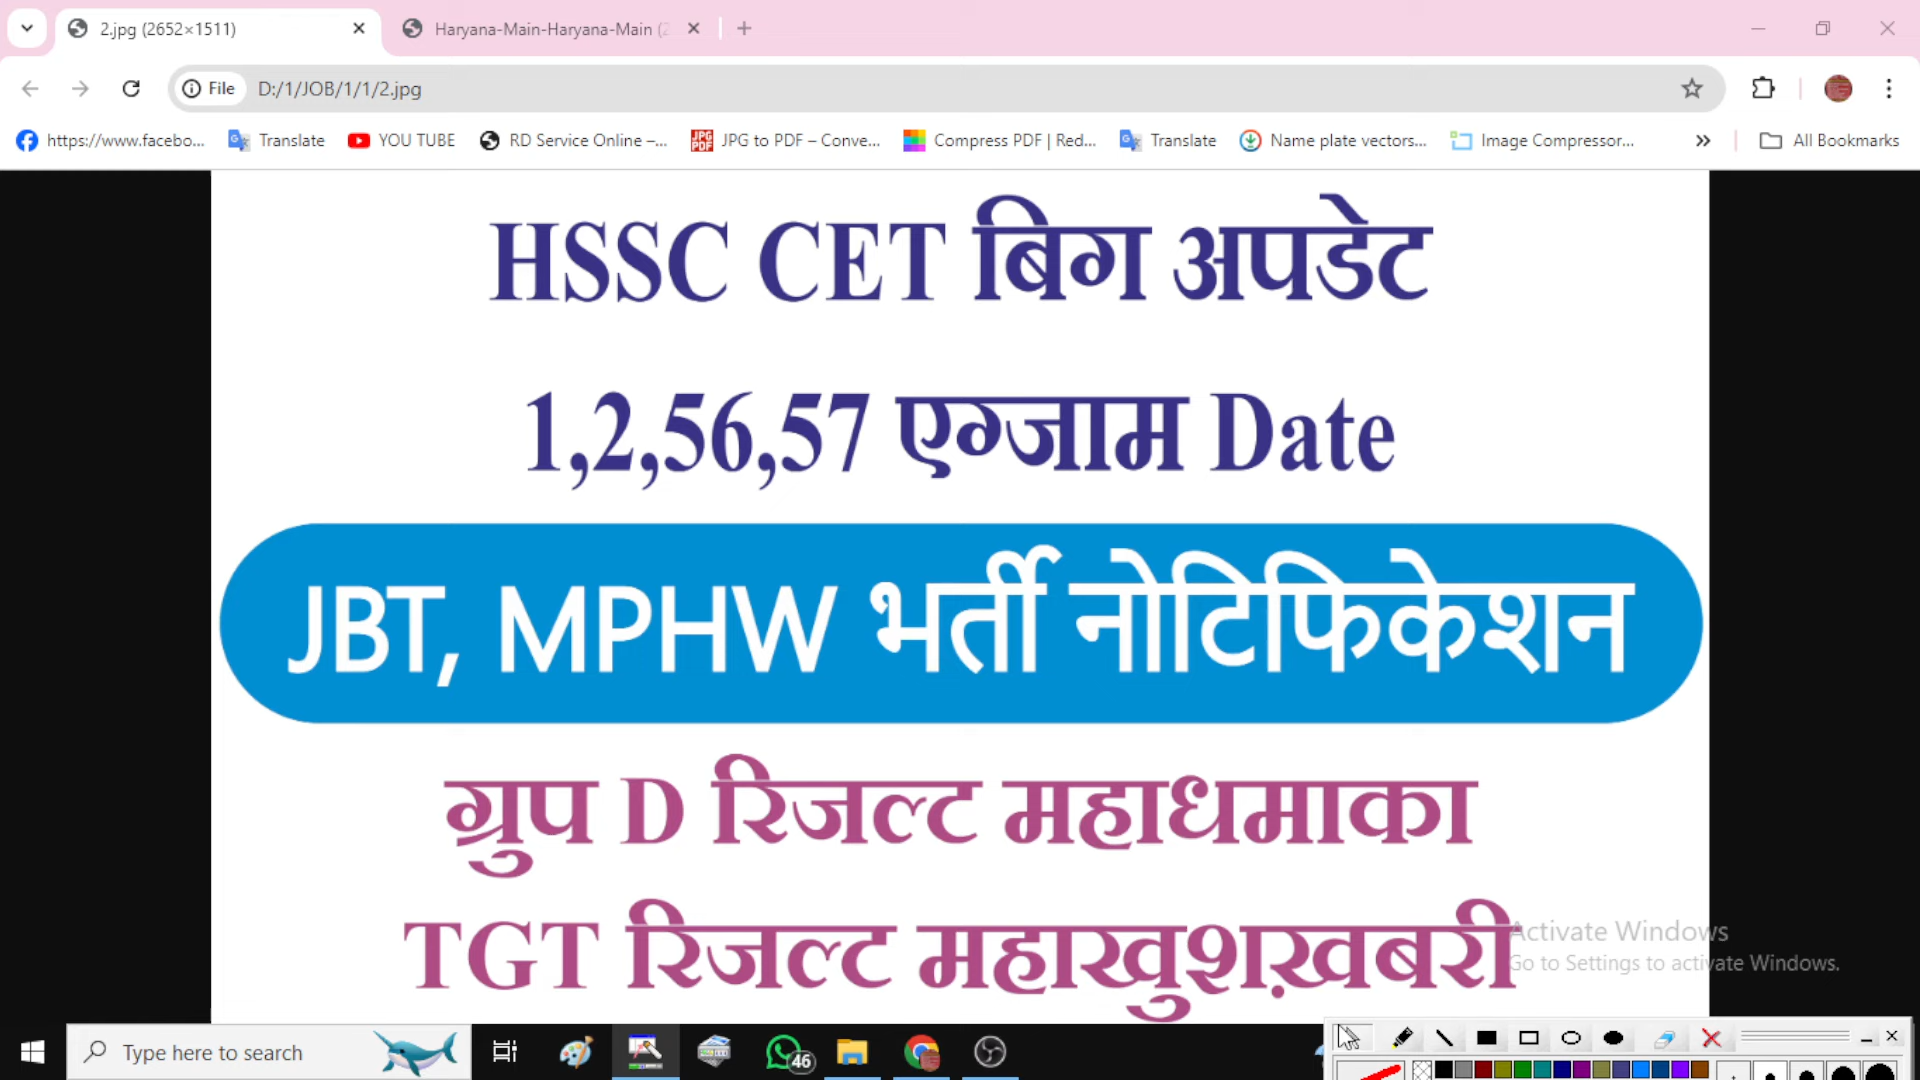 2.jpg (2652×1511)
Haryana-Main-Haryana-Main
File
D:/1/JOB/1/1/2.jpg
https://www.facebo...
Translate
YOU TUBE
RD Service Online –...
JPG to PDF – Conve...
Compress PDF | Red...
Translate
Name plate vectors...
Image Compressor...
All Bookmarks
HSSC CET बिग अपडेट
1,2,56,57 एग्जाम Date
JBT, MPHW भर्ती नोटिफिकेशन
ग्रुप D रिजल्ट महाधमाका
TGT रिजल्ट महाखुशख़बरी
Activate Windows
Go to Settings to activate Windows.
Type here to search
46